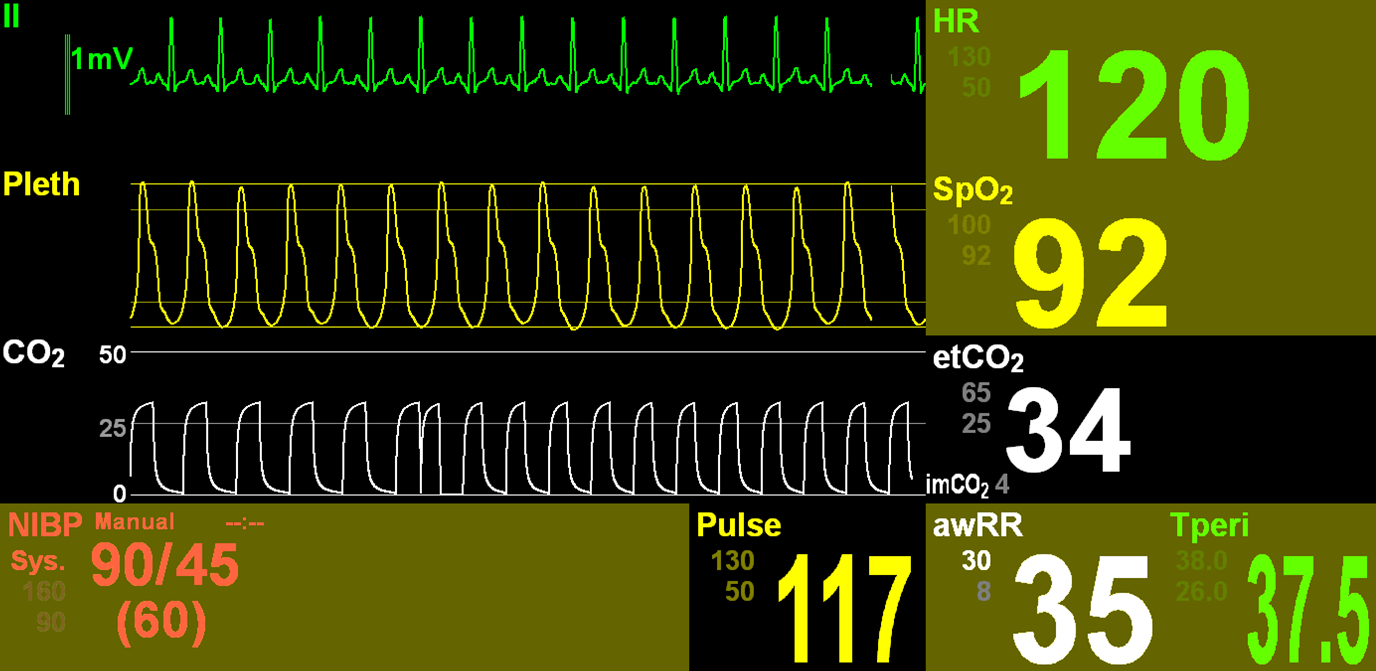 II
1mV
HR
130
50
120
Pleth
SpO₂
100
92
92
CO₂
50
25
0
etCO₂
65
25
34
imCO₂ 4
NIBP Manual --:--
Sys.
160
90
90/45
(60)
Pulse
130
50
117
awRR
30
8
35
Tperi
38.0
26.0
37.5